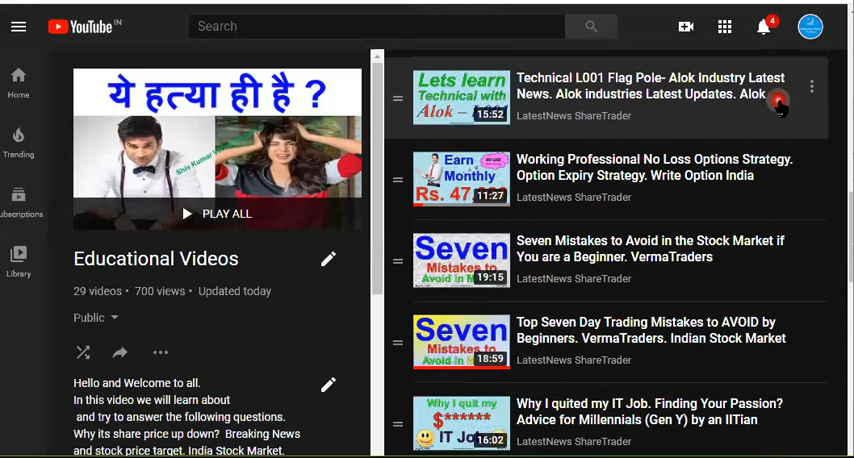 YouTube IN
Search
4
Home
Trending
ubscriptions
Library
ये हत्या ही है ?
Shiv Kumar
PLAY ALL
Educational Videos
29 videos • 700 views • Updated today
Public
Hello and Welcome to all.
In this video we will learn about
and try to answer the following questions.
Why its share price up down? Breaking News
and stock price target. India Stock Market.
Lets learn
Technical with
Alok –
15:52
Technical L001 Flag Pole- Alok Industry Latest
News. Alok industries Latest Updates. Alok
LatestNews ShareTrader
Earn
Monthly
Rs. 47,
11:27
Working Professional No Loss Options Strategy.
Option Expiry Strategy. Write Option India
LatestNews ShareTrader
Seven
Mistakes to
Avoid in
19:15
Seven Mistakes to Avoid in the Stock Market if
You are a Beginner. VermaTraders
LatestNews ShareTrader
Seven
Mistakes to
Avoid in
18:59
Top Seven Day Trading Mistakes to AVOID by
Beginners. VermaTraders. Indian Stock Market
LatestNews ShareTrader
Why I quit my
$******
IT Jo
16:02
Why I quited my IT Job. Finding Your Passion?
Advice for Millennials (Gen Y) by an IITian
LatestNews ShareTrader